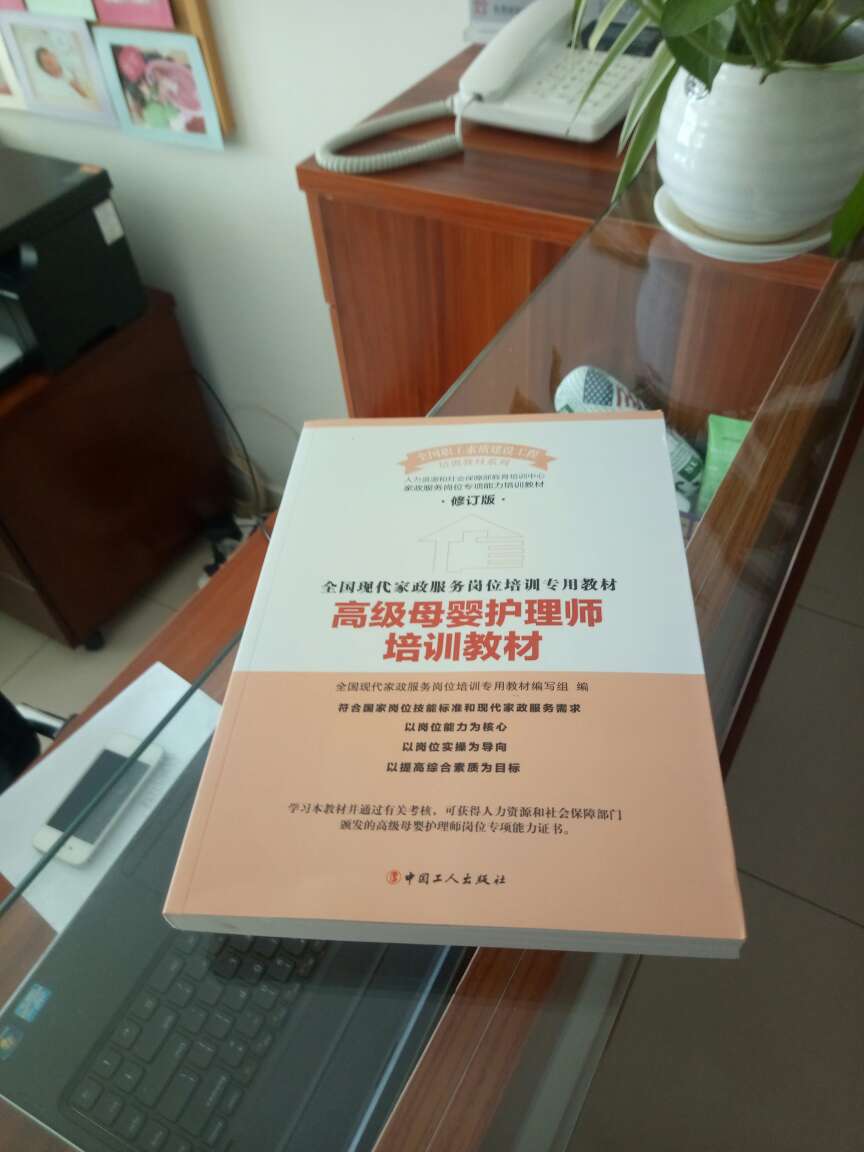 全国职工素质建设工程
培训教材系列
人力资源和社会保障部教育培训中心
家政服务岗位专项能力培训教材
·修订版·
全国现代家政服务岗位培训专用教材
高级母婴护理师
培训教材
全国现代家政服务岗位培训专用教材编写组 编
符合国家岗位技能标准和现代家政服务需求
以岗位能力为核心
以岗位实操为导向
以提高综合素质为目标
学习本教材并通过有关考核，可获得人力资源和社会保障部门
颁发的高级母婴护理师岗位专项能力证书。
中国工人出版社